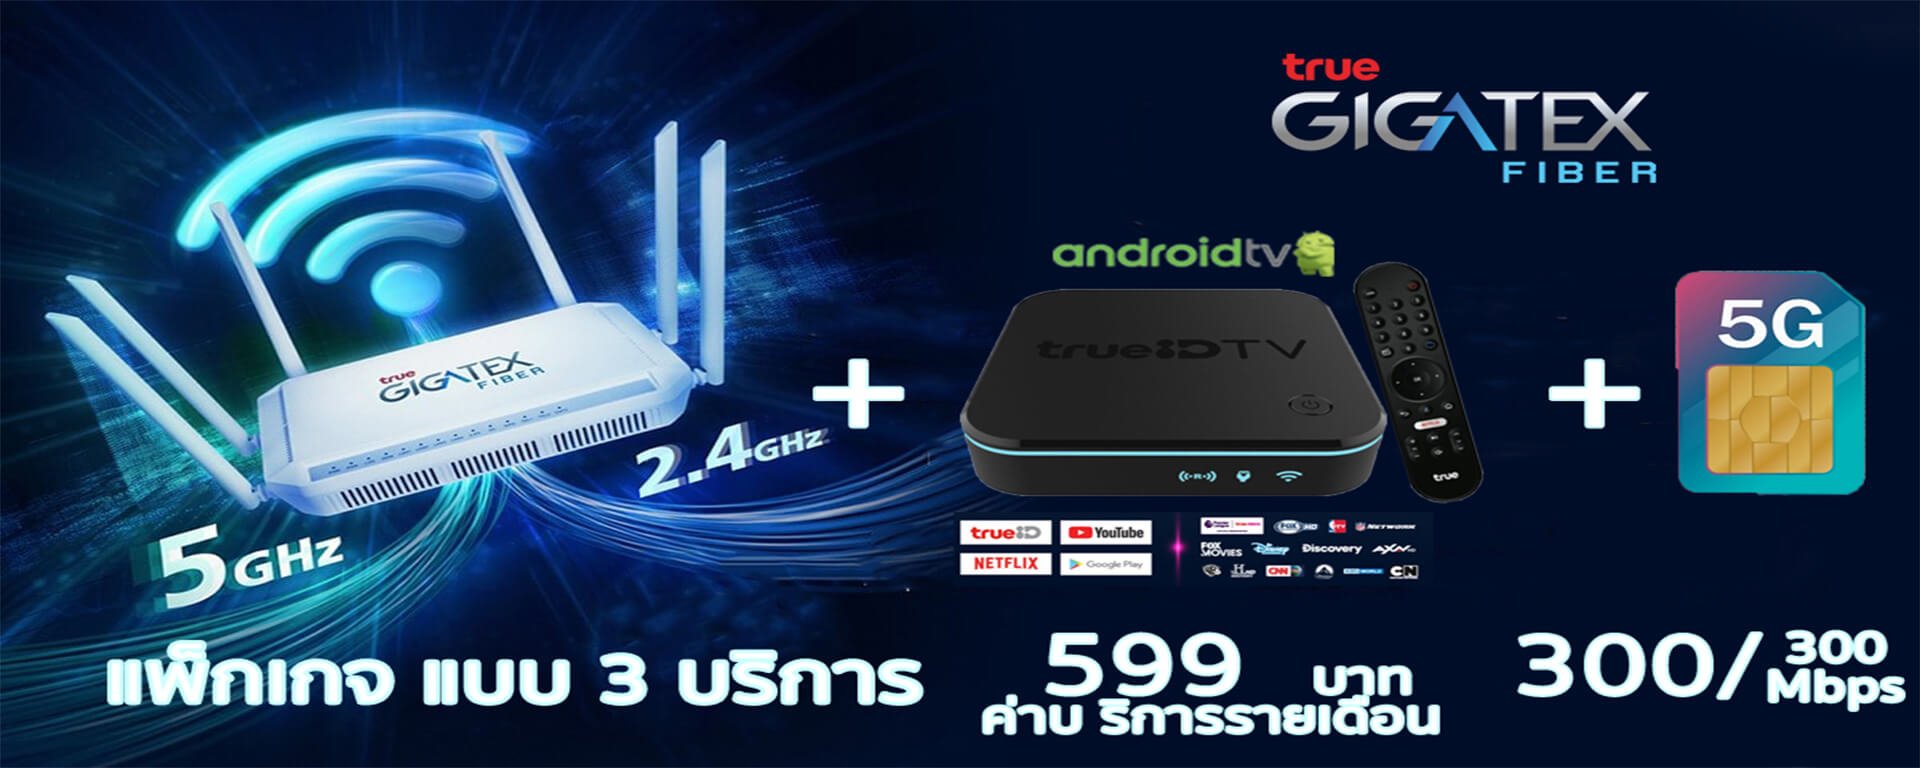 true
GIGATEX
FIBER
androidtv
true
GIGATEX
FIBER
trueiDTV
5G
2.4GHz
5GHz
R
true
trueiD
YouTube
NETFLIX
Google Play
FOX MOVIES
Disney
Discovery
AXN HD
CNN
CN
แพ็กเกจ แบบ 3 บริการ
599 บาท
ค่าบ ริการรายเดือน
300/300 Mbps